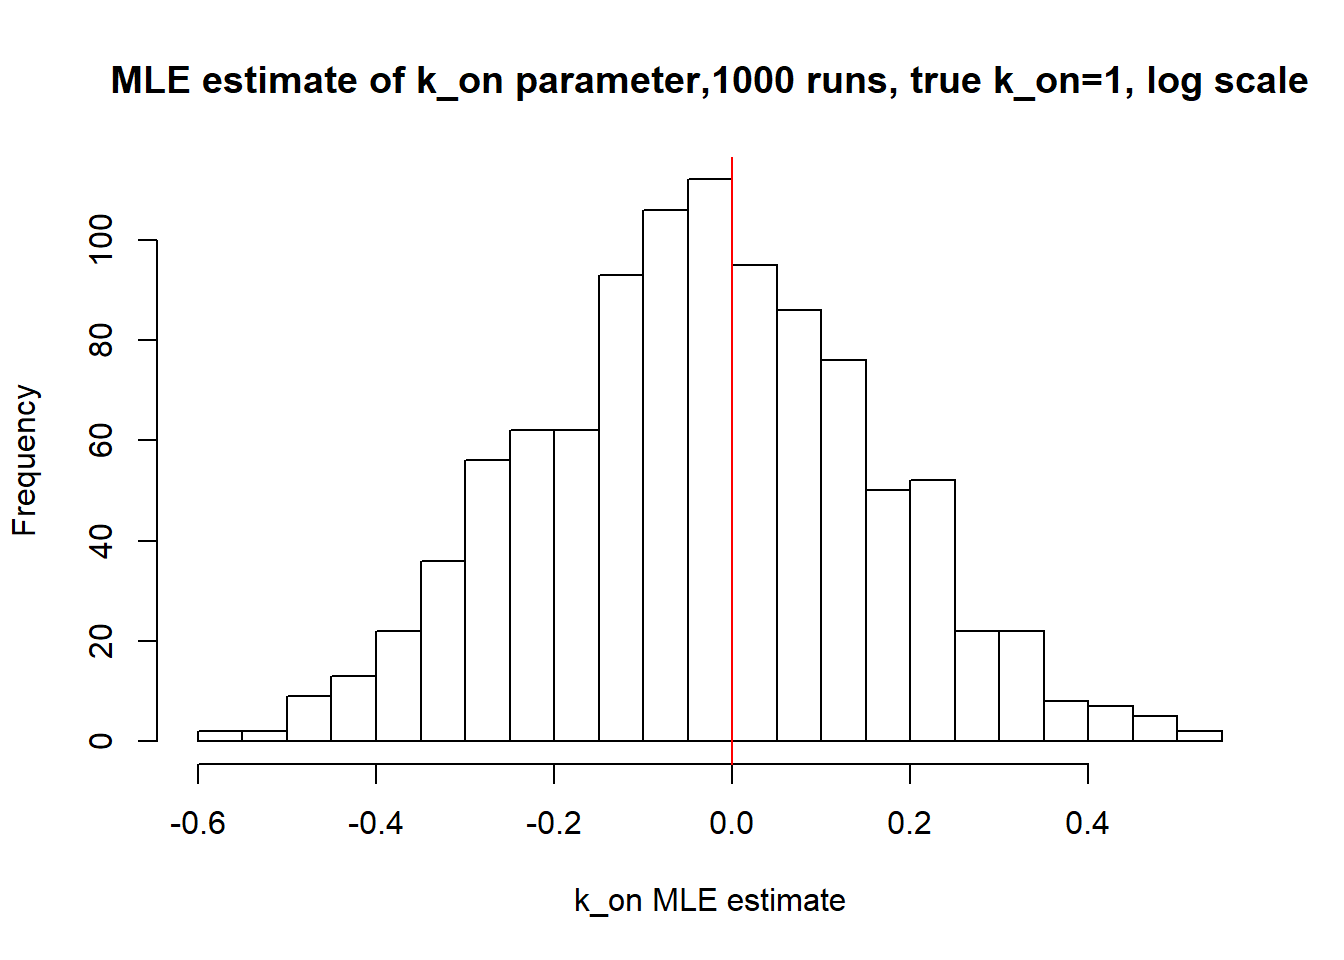 MLE estimate of k_on parameter,1000 runs, true k_on=1, log scale
Frequency
100
80
60
40
20
0
-0.6 -0.4 -0.2 0.0 0.2 0.4
k_on MLE estimate